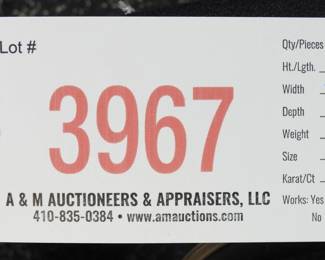 Lot #
3967
A & M AUCTIONEERS & APPRAISERS, LLC
410-835-0384 • www.amauctions.com
Qty/Pieces
Ht./Lgth.
Width
Depth
Weight
Size
Karat/Ct
Works: Yes
No